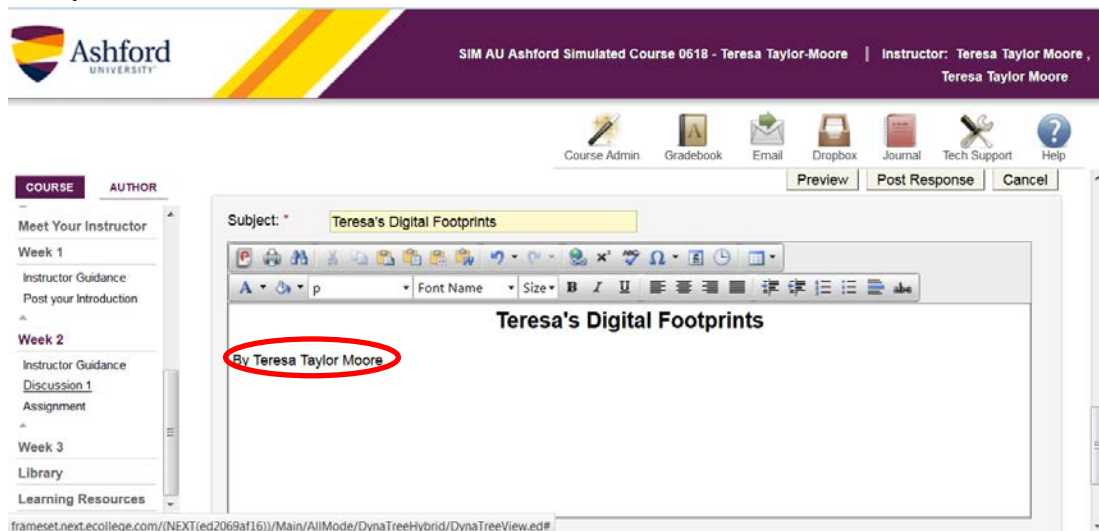 Ashford
UNIVERSITY
SIM AU Ashford Simulated Course 0618 - Teresa Taylor-Moore | Instructor: Teresa Taylor Moore ,
Teresa Taylor Moore
Course Admin Gradebook Email Dropbox Journal Tech Support Help
COURSE AUTHOR
Preview Post Response Cancel
Meet Your Instructor
Week 1
Instructor Guidance
Post your Introduction
Week 2
Instructor Guidance
Discussion 1
Assignment
Week 3
Library
Learning Resources
Subject: * Teresa's Digital Footprints
A p Font Name Size B I U abc
Teresa's Digital Footprints
By Teresa Taylor Moore
frameset.next.ecollege.com/(NEXT(ed2069af16))/Main/AllMode/DynaTreeHybrid/DynaTreeView.ed#